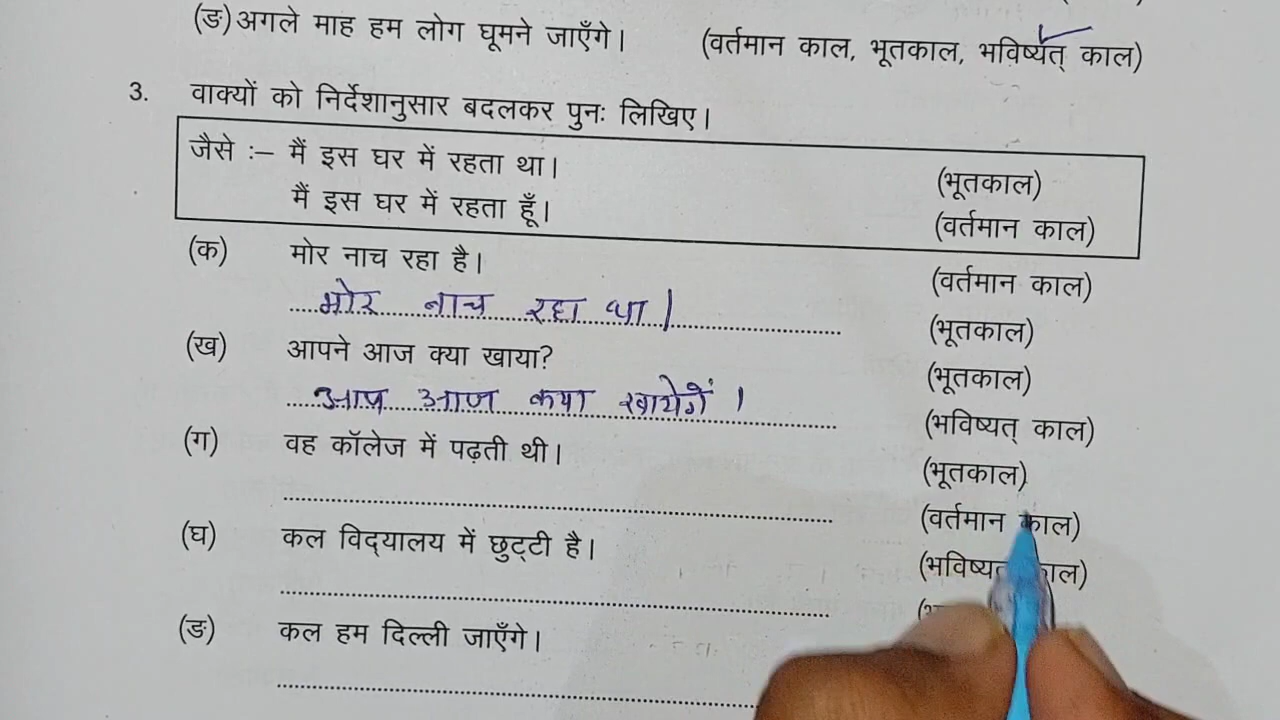 (ङ) अगले माह हम लोग घूमने जाएँगे। (वर्तमान काल, भूतकाल, भविष्यत् काल)
3. वाक्यों को निर्देशानुसार बदलकर पुनः लिखिए।
जैसे :– मैं इस घर में रहता था। (भूतकाल)
मैं इस घर में रहता हूँ। (वर्तमान काल)
(क) मोर नाच रहा है। (वर्तमान काल)
मोर नाच रहा था। (भूतकाल)
(ख) आपने आज क्या खाया? (भूतकाल)
आप आज क्या खायेगें । (भविष्यत् काल)
(ग) वह कॉलेज में पढ़ती थी। (भूतकाल)
(वर्तमान काल)
(घ) कल विद्यालय में छुट्टी है। (भविष्यत् काल)
(ङ) कल हम दिल्ली जाएँगे।